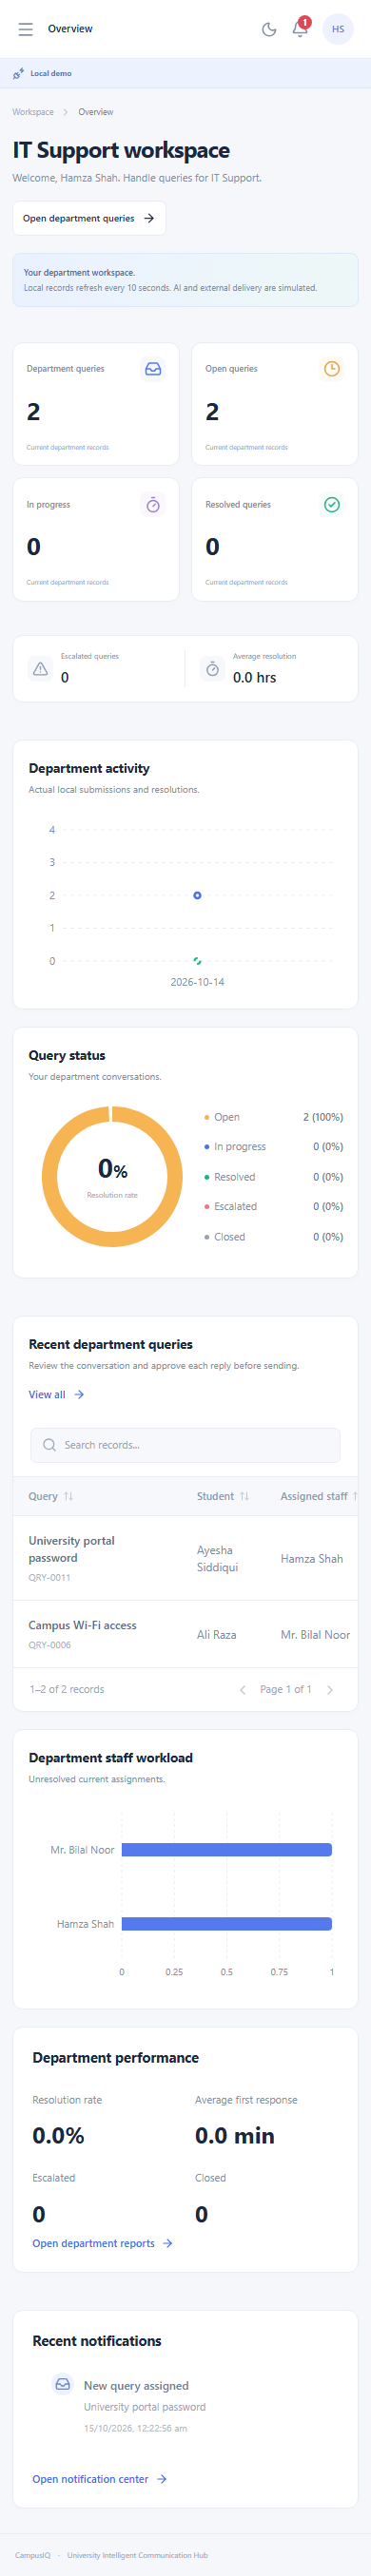 Overview
1
HS
Local demo
Workspace > Overview
IT Support workspace
Welcome, Hamza Shah. Handle queries for IT Support.
Open department queries →
Your department workspace.
Local records refresh every 10 seconds. AI and external delivery are simulated.
Department queries
2
Current department records
Open queries
2
Current department records
In progress
0
Current department records
Resolved queries
0
Current department records
Escalated queries
0
Average resolution
0.0 hrs
Department activity
Actual local submissions and resolutions.
4
3
2
1
0
2026-10-14
Query status
Your department conversations.
0%
Resolution rate
Open 2 (100%)
In progress 0 (0%)
Resolved 0 (0%)
Escalated 0 (0%)
Closed 0 (0%)
Recent department queries
Review the conversation and approve each reply before sending.
View all →
Search records...
Query Student Assigned staff
University portal
password
QRY-0011
Ayesha
Siddiqui
Hamza Shah
Campus Wi-Fi access
QRY-0006
Ali Raza
Mr. Bilal Noor
1–2 of 2 records
Page 1 of 1
Department staff workload
Unresolved current assignments.
Mr. Bilal Noor
Hamza Shah
0 0.25 0.5 0.75 1
Department performance
Resolution rate
0.0%
Average first response
0.0 min
Escalated
0
Closed
0
Open department reports →
Recent notifications
New query assigned
University portal password
15/10/2026, 12:22:56 am
Open notification center →
CampusIQ · University Intelligent Communication Hub